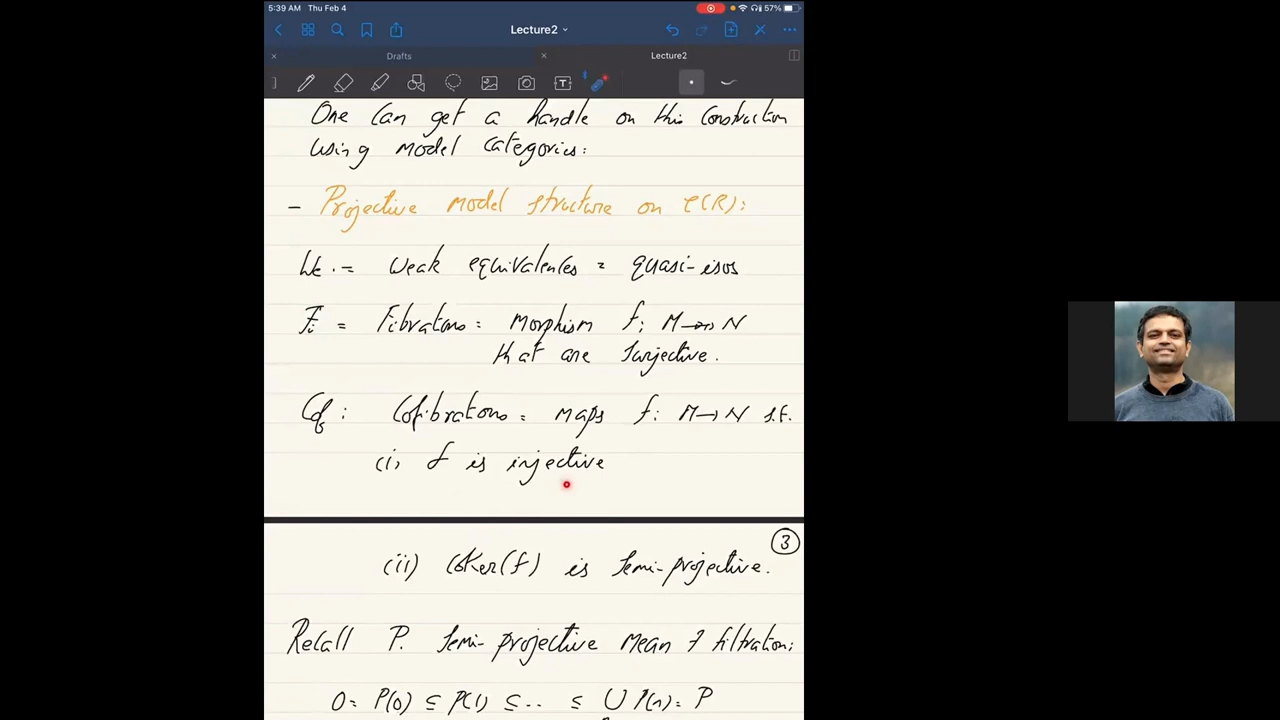 5:39 AM Thu Feb 4
57%
Lecture2
Drafts
Lecture2
One can get a handle on this construction
using model categories:
- Projective model structure on C(R):
We := Weak equivalences = quasi-isos
Fi = Fibratons = morphism f: M → N
that are surjective.
Cof: Cofibratons = maps f: M → N s.t.
(i) f is injective
3
(ii) Coker(f) is semi-projective.
Recall P. Semi-projective mean ∃ filtration:
0 = P(0) ⊆ P(1) ⊆ ... ⊆ ∪ P(n) = P